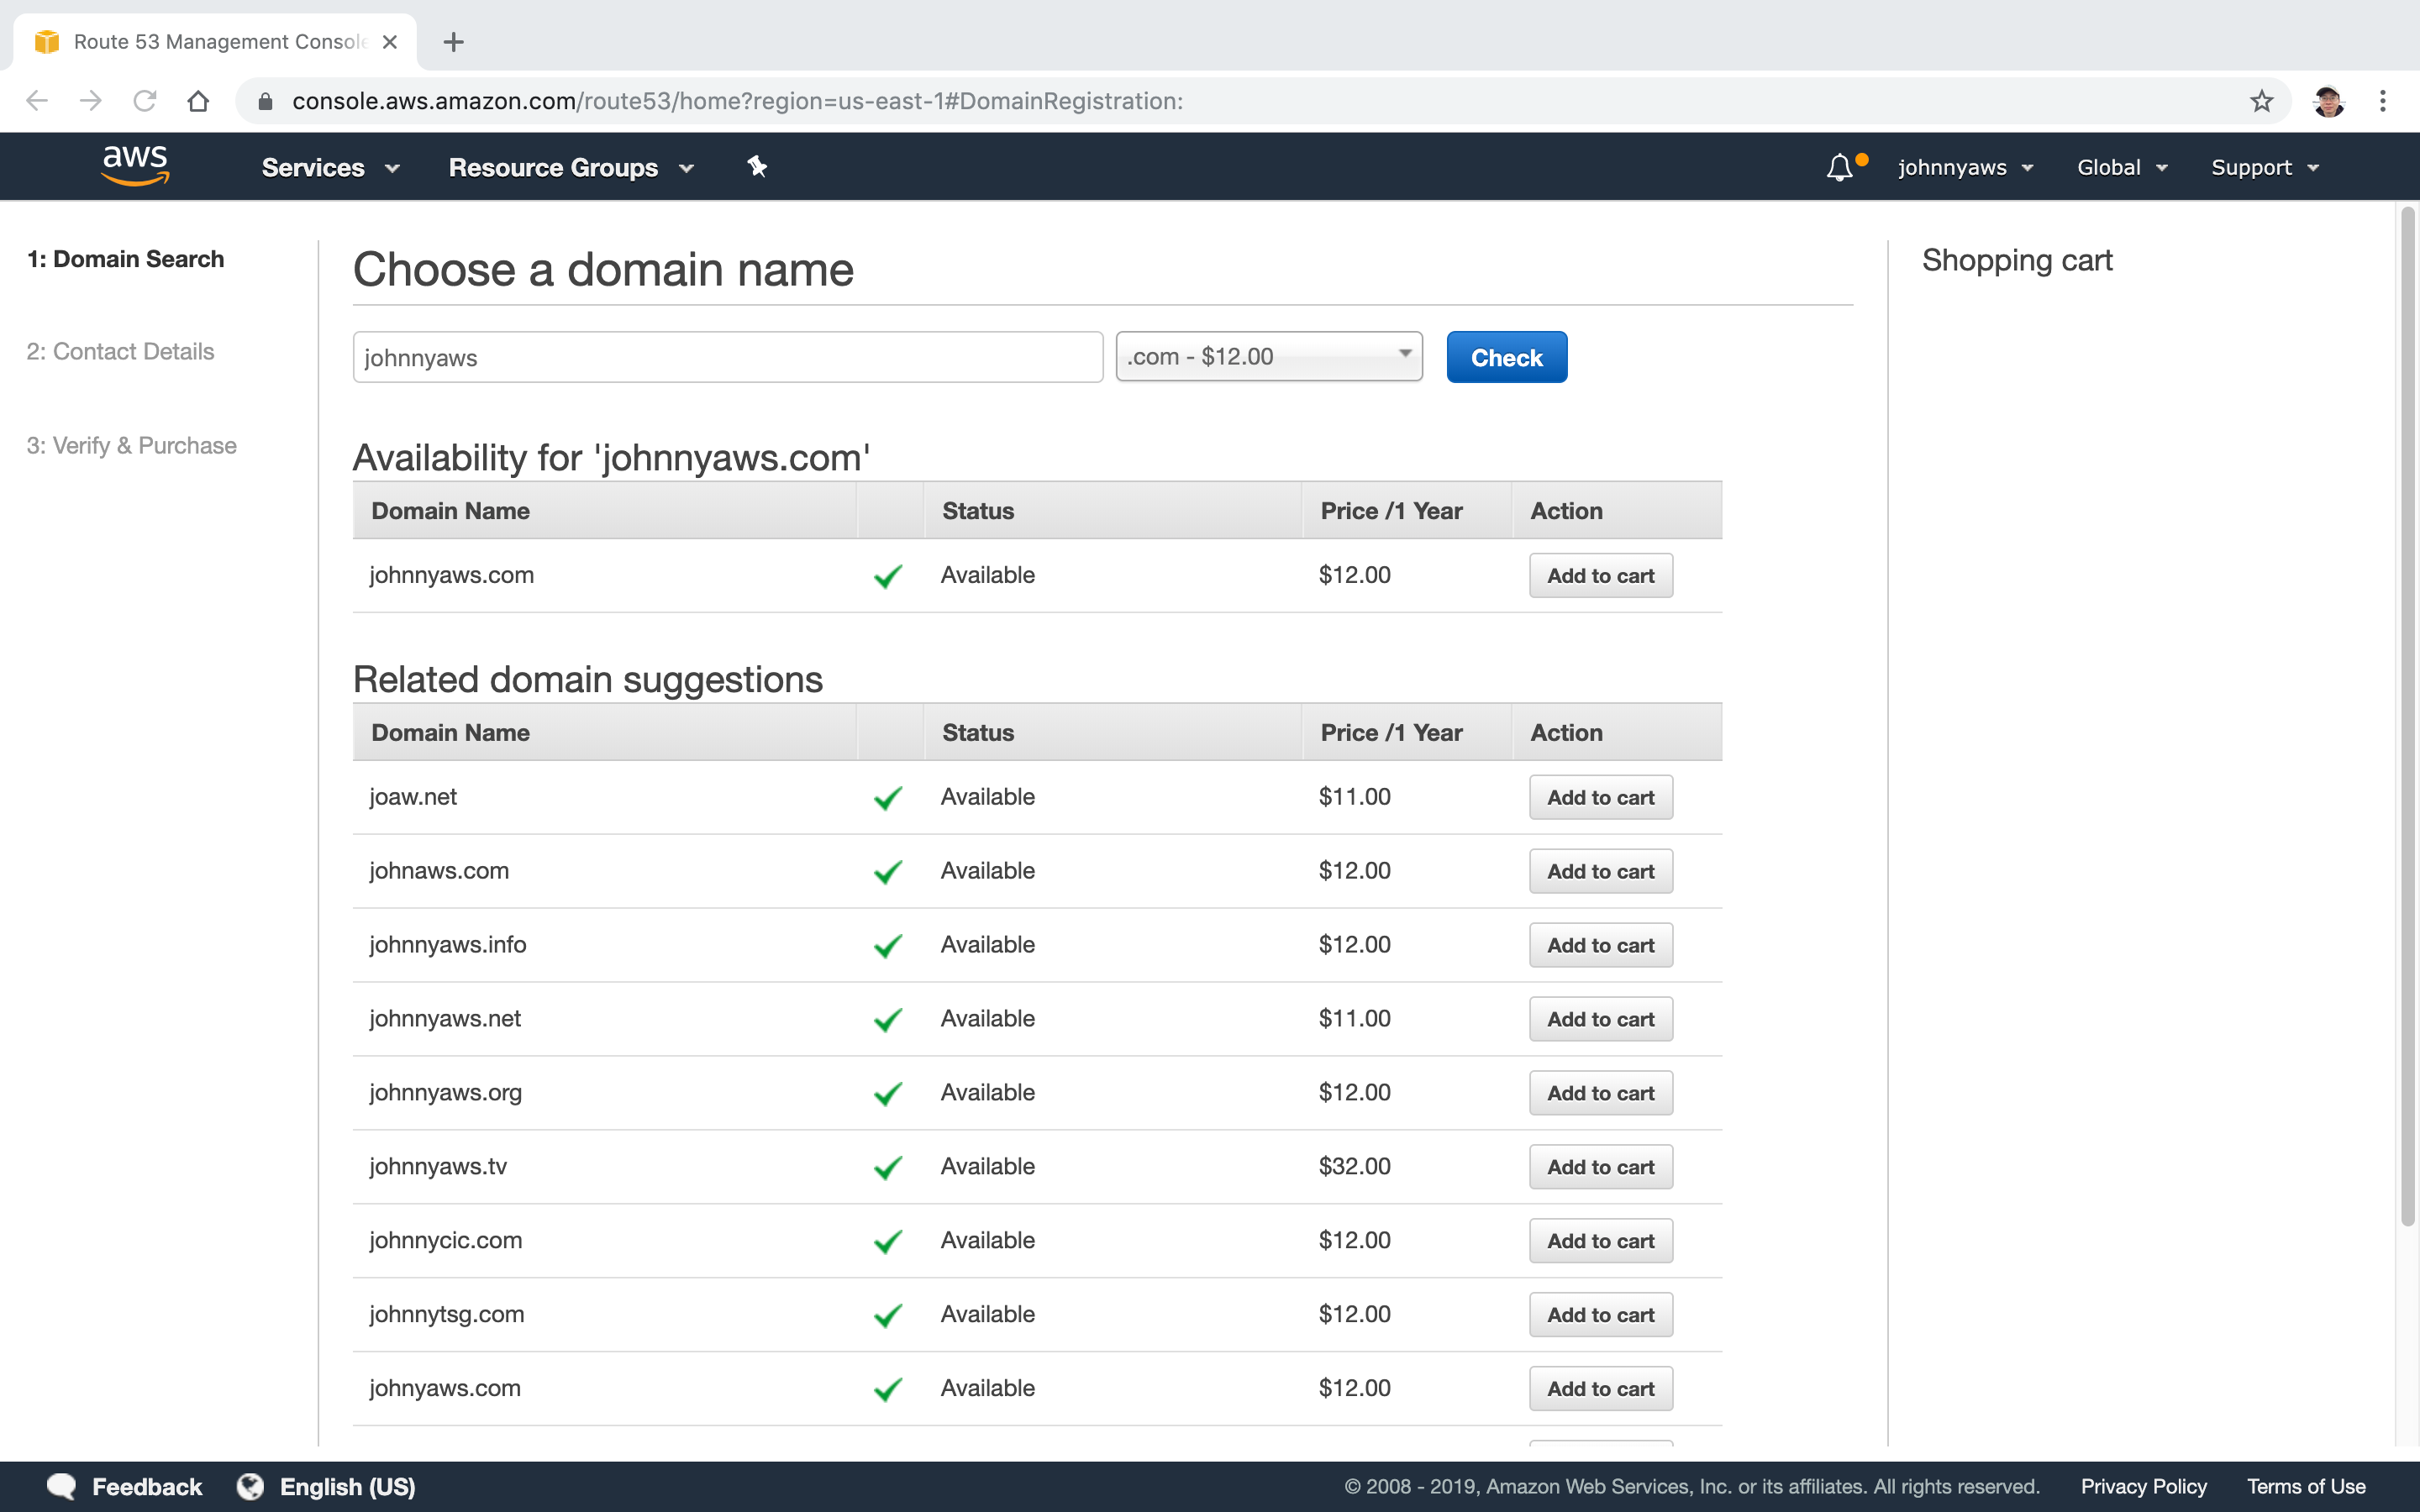 Route 53 Management Console
console.aws.amazon.com/route53/home?region=us-east-1#DomainRegistration:
aws Services Resource Groups johnnyaws Global Support
1: Domain Search
2: Contact Details
3: Verify & Purchase
Choose a domain name
johnnyaws .com - $12.00 Check
Availability for 'johnnyaws.com'
Domain Name Status Price /1 Year Action
johnnyaws.com Available $12.00 Add to cart
Related domain suggestions
Domain Name Status Price /1 Year Action
joaw.net Available $11.00 Add to cart
johnaws.com Available $12.00 Add to cart
johnnyaws.info Available $12.00 Add to cart
johnnyaws.net Available $11.00 Add to cart
johnnyaws.org Available $12.00 Add to cart
johnnyaws.tv Available $32.00 Add to cart
johnnycic.com Available $12.00 Add to cart
johnnytsg.com Available $12.00 Add to cart
johnyaws.com Available $12.00 Add to cart
Shopping cart
Feedback English (US) © 2008 - 2019, Amazon Web Services, Inc. or its affiliates. All rights reserved. Privacy Policy Terms of Use